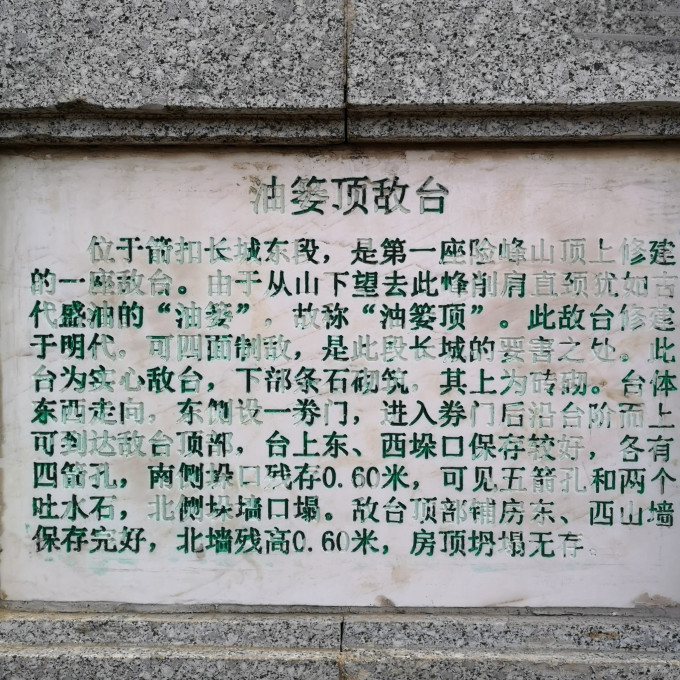 油篓顶敌台
位于箭扣长城东段，是第一座险峰山顶上修建
的一座敌台。由于从山下望去此峰削肩直颈犹如古
代盛油的“油篓”，故称“油篓顶”。此敌台修建
于明代，可四面制敌，是此段长城的要害之处。此
台为实心敌台，下部条石砌筑，其上为砖砌。台体
东西走向，东侧设一券门，进入券门后沿台阶而上
可到达敌台顶部，台上东、西垛口保存较好，各有
四箭孔，南侧垛口残存0.60米，可见五箭孔和两个
吐水石，北侧垛墙口塌。敌台顶部铺房东、西山墙
保存完好，北墙残高0.60米，房顶坍塌无存。